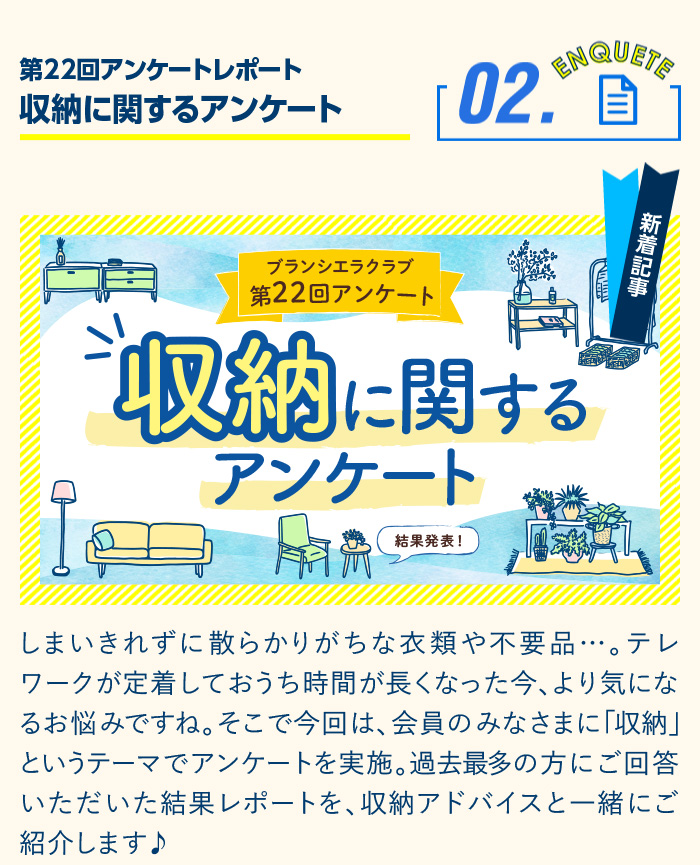 第22回アンケートレポート
収納に関するアンケート
02.
ENQUETE
新着記事
ブランシエラクラブ
第22回アンケート
収納に関する
アンケート
結果発表!
しまいきれずに散らかりがちな衣類や不要品…。テレ
ワークが定着しておうち時間が長くなった今、より気にな
るお悩みですね。そこで今回は、会員のみなさまに「収納」
というテーマでアンケートを実施。過去最多の方にご回答
いただいた結果レポートを、収納アドバイスと一緒にご
紹介します♪